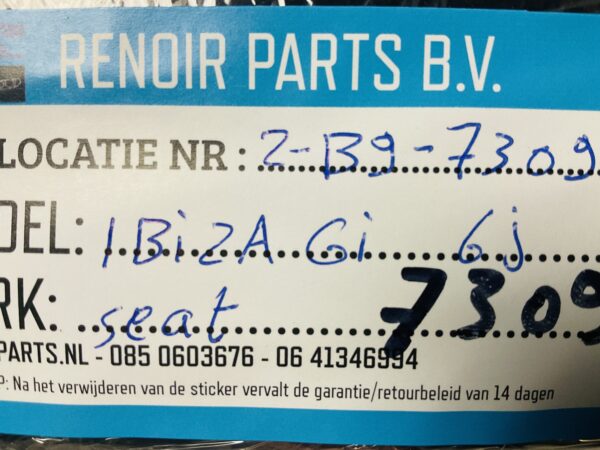 RENOIR PARTS B.V.
LOCATIE NR: 2-B9-7309
DEL: IBiZA Gi 6j
RK: seat 7309
PARTS.NL - 085 0603676 - 06 41346994
P: Na het verwijderen van de sticker vervalt de garantie/retourbeleid van 14 dagen